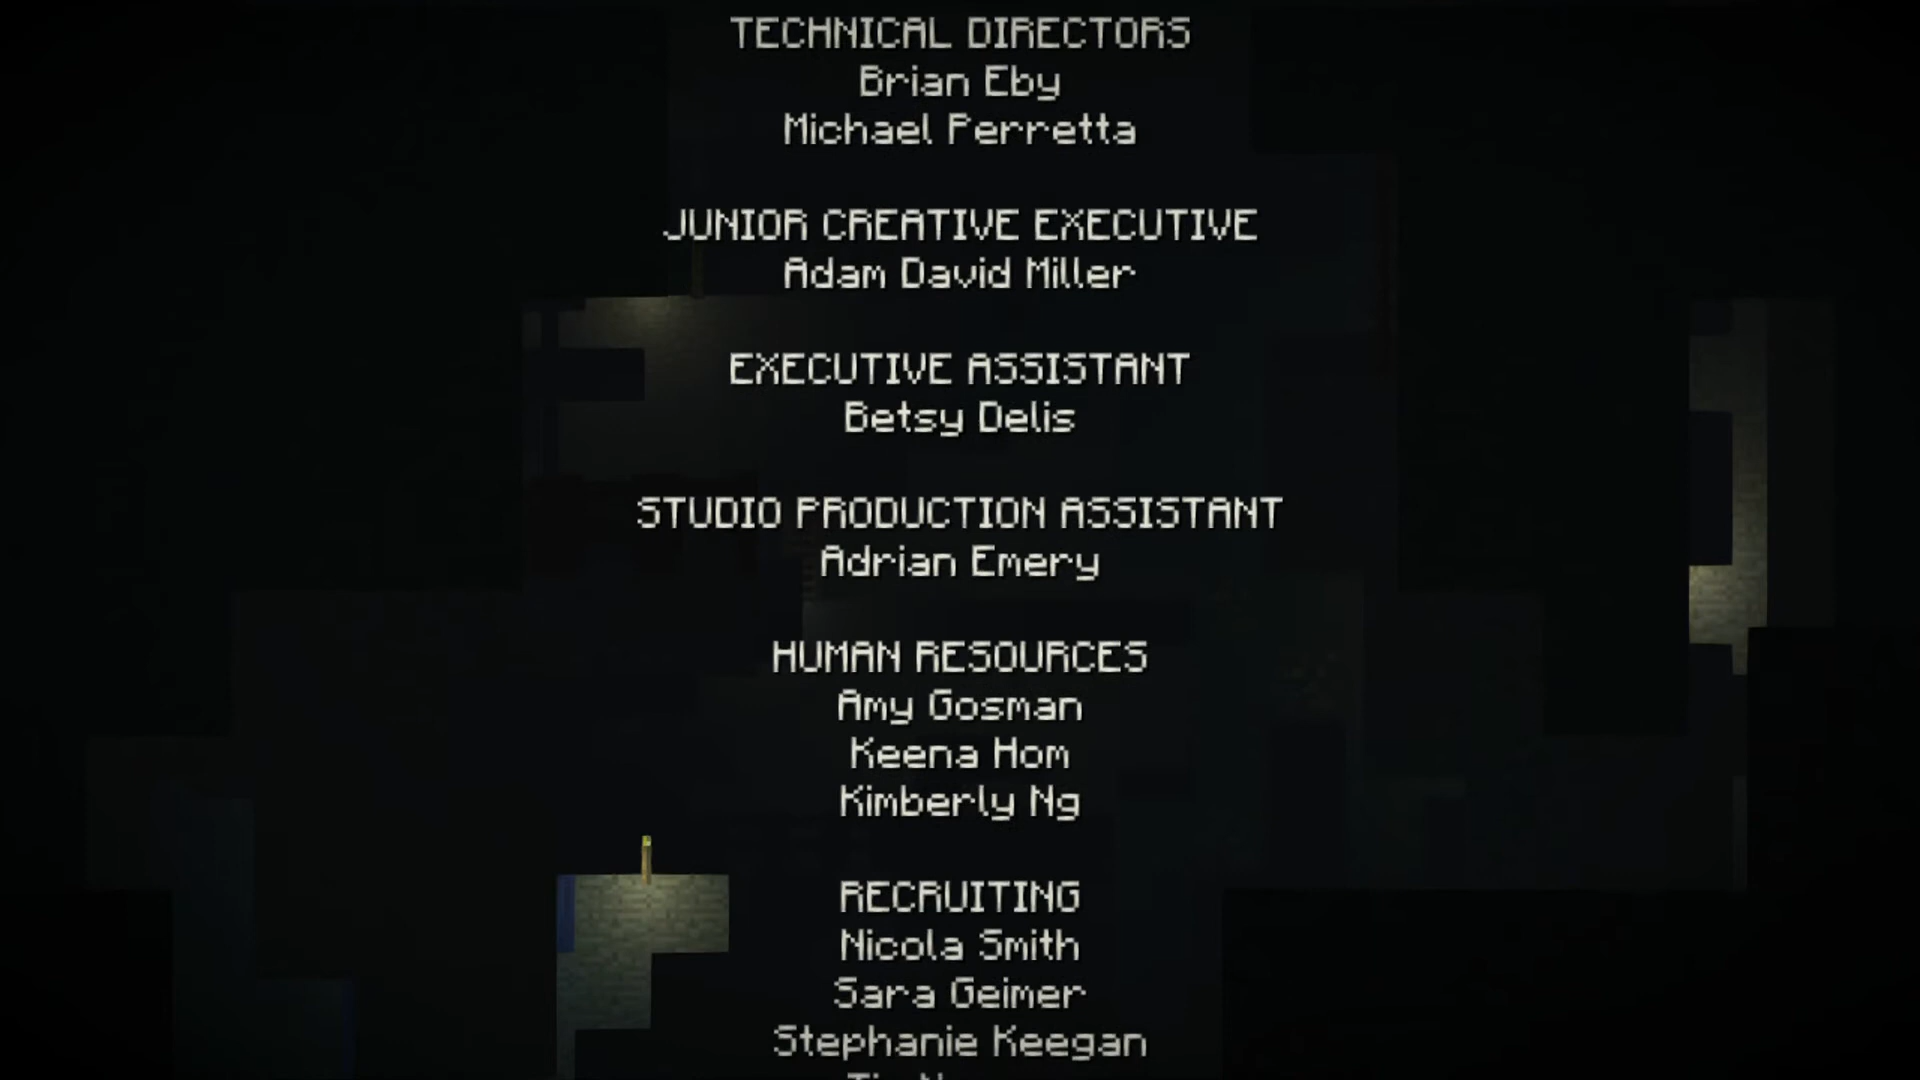 TECHNICAL DIRECTORS
Brian Eby
Michael Perretta
JUNIOR CREATIVE EXECUTIVE
Adam David Miller
EXECUTIVE ASSISTANT
Betsy Delis
STUDIO PRODUCTION ASSISTANT
Adrian Emery
HUMAN RESOURCES
Amy Gosman
Keena Hom
Kimberly Ng
RECRUITING
Nicola Smith
Sara Geimer
Stephanie Keegan